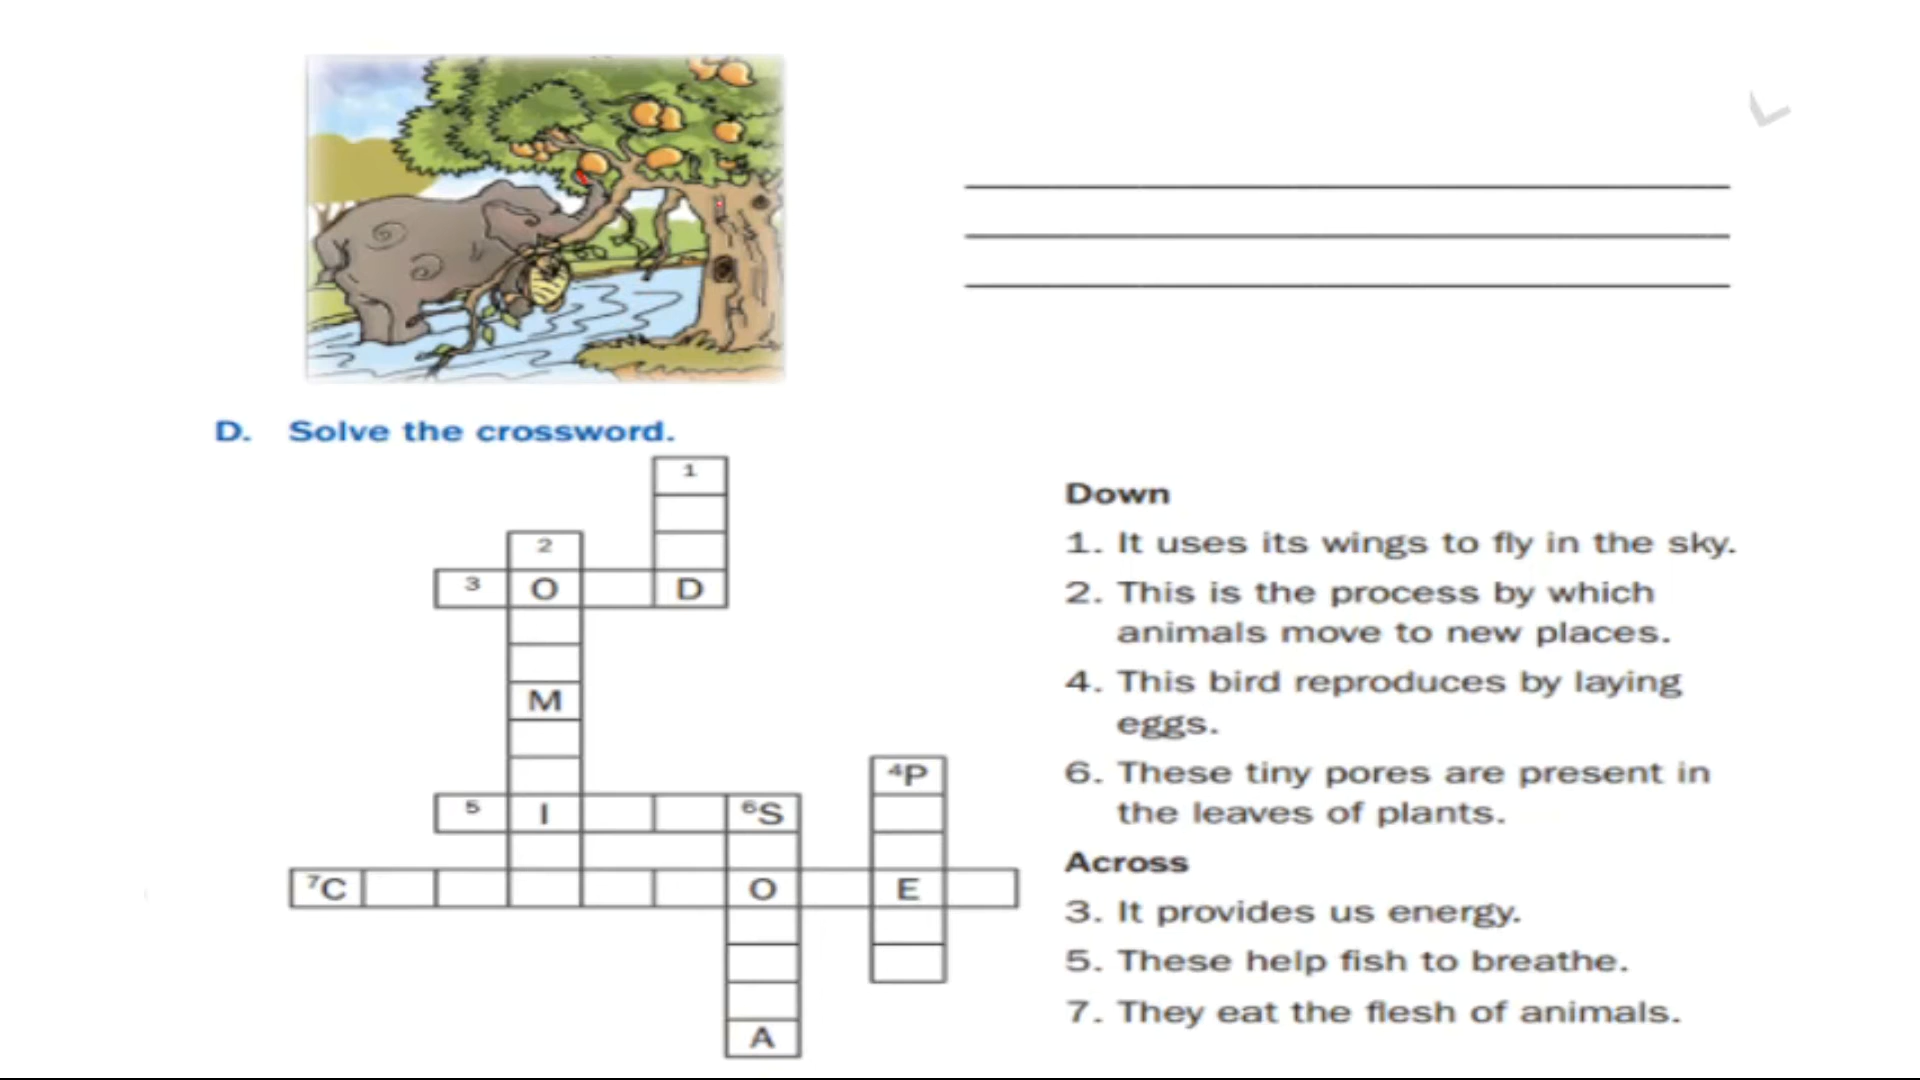 D. Solve the crossword.
1
2
3 O D
M
4P
5 I 6S
7C O E
A
Down
1. It uses its wings to fly in the sky.
2. This is the process by which
animals move to new places.
4. This bird reproduces by laying
eggs.
6. These tiny pores are present in
the leaves of plants.
Across
3. It provides us energy.
5. These help fish to breathe.
7. They eat the flesh of animals.